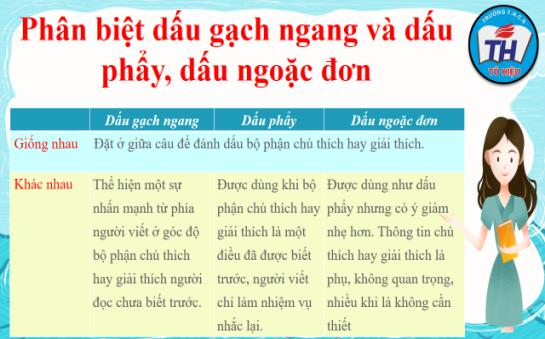 Phân biệt dấu gạch ngang và dấu
phẩy, dấu ngoặc đơn
TRƯỜNG T.H.C.S
TH
TÔ HIỆU
Dấu gạch ngang
Dấu phẩy
Dấu ngoặc đơn
Giống nhau
Đặt ở giữa câu để đánh dấu bộ phận chú thích hay giải thích.
Khác nhau
Thể hiện một sự
nhấn mạnh từ phía
người viết ở góc độ
bộ phận chú thích
hay giải thích người
đọc chưa biết trước.
Được dùng khi bộ
phận chú thích hay
giải thích là một
điều đã được biết
trước, người viết
chỉ làm nhiệm vụ
nhắc lại.
Được dùng như dấu
phẩy nhưng có ý giảm
nhẹ hơn. Thông tin chú
thích hay giải thích là
phụ, không quan trọng,
nhiều khi là không cần
thiết